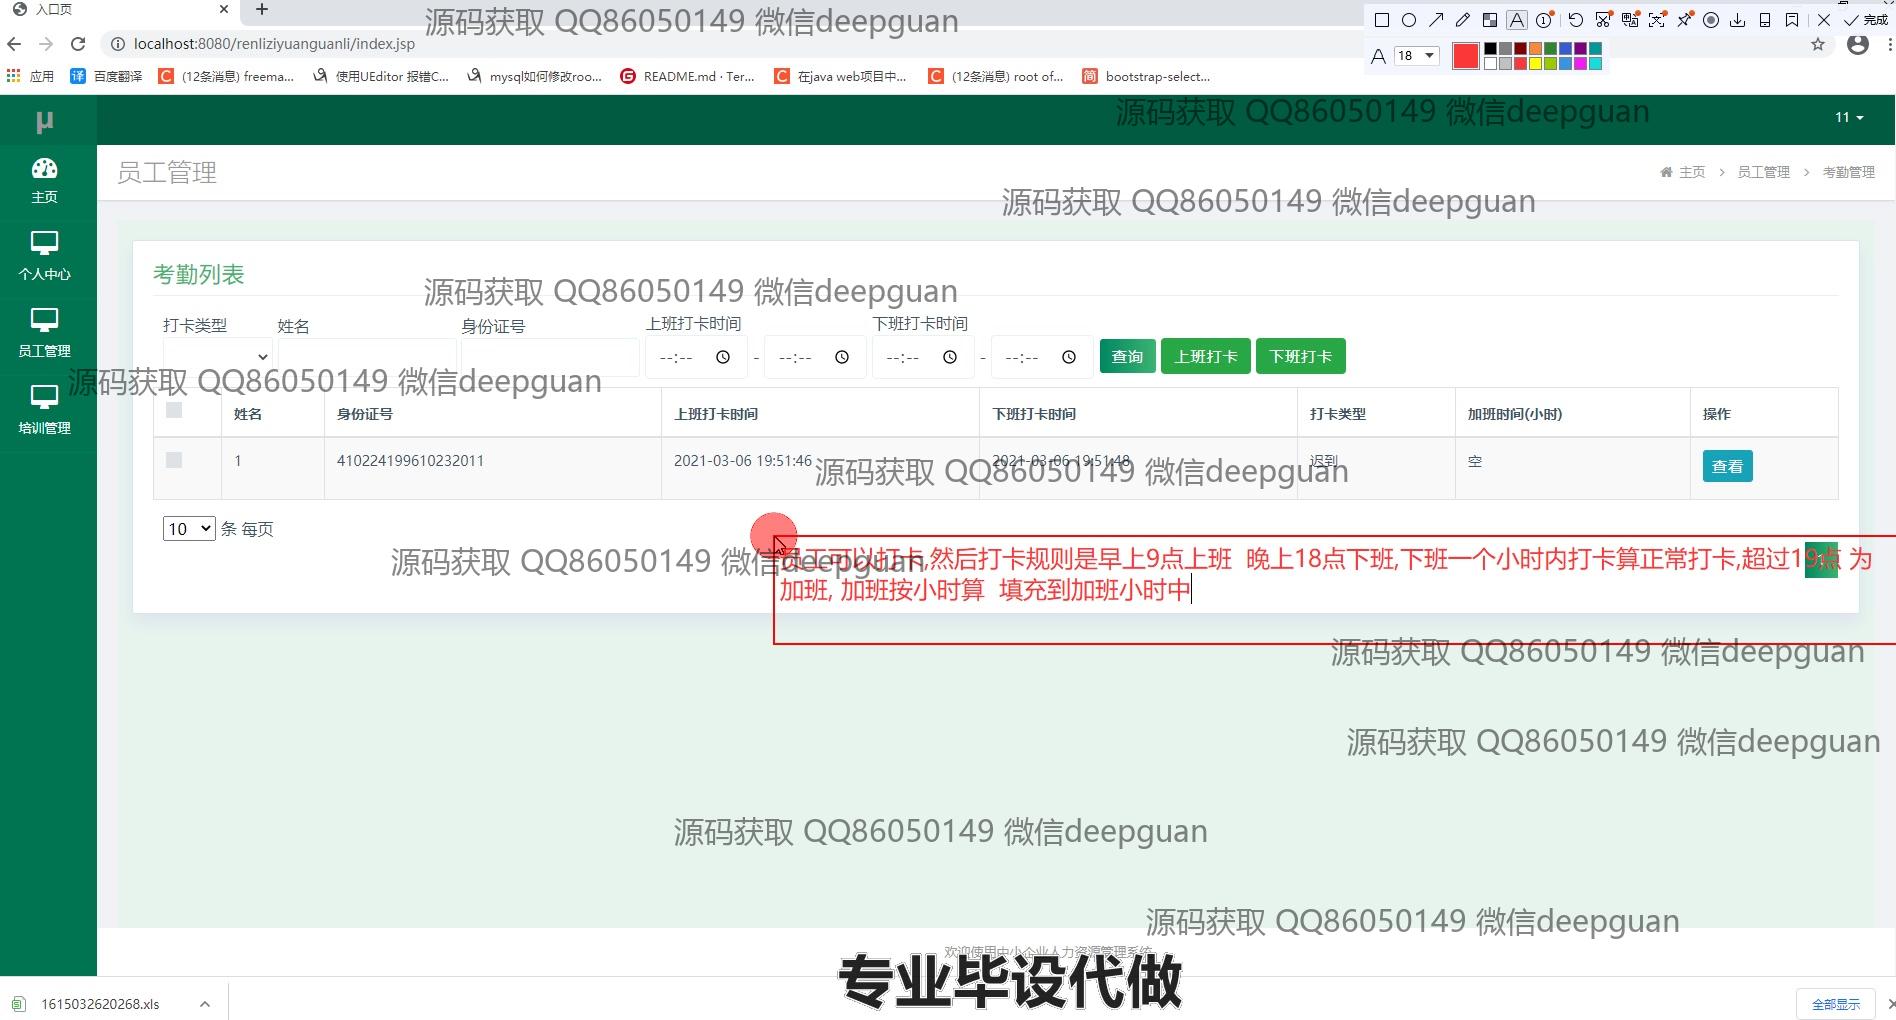 入口页
源码获取 QQ86050149 微信deepguan
完成
localhost:8080/renliziyuanguanli/index.jsp
18
应用
百度翻译
(12条消息) freema...
使用UEditor 报错C...
mysql如何修改roo...
README.md · Ter...
在java web项目中...
(12条消息) root of...
bootstrap-select...
源码获取 QQ86050149 微信deepguan
μ
11
主页
员工管理
主页 > 员工管理 > 考勤管理
源码获取 QQ86050149 微信deepguan
个人中心
考勤列表
源码获取 QQ86050149 微信deepguan
员工管理
打卡类型 姓名 身份证号 上班打卡时间 下班打卡时间
--:-- - --:-- --:-- - --:-- 查询 上班打卡 下班打卡
源码获取 QQ86050149 微信deepguan
培训管理
姓名 身份证号 上班打卡时间 下班打卡时间 打卡类型 加班时间(小时) 操作
1 410224199610232011 2021-03-06 19:51:46 2021-03-06 19:51:48 迟到 空 查看
源码获取 QQ86050149 微信deepguan
10 条 每页
源码获取 QQ86050149 微信deepguan
员工可以打卡,然后打卡规则是早上9点上班 晚上18点下班,下班一个小时内打卡算正常打卡,超过19点 为
加班, 加班按小时算 填充到加班小时中
源码获取 QQ86050149 微信deepguan
源码获取 QQ86050149 微信deepguan
源码获取 QQ86050149 微信deepguan
源码获取 QQ86050149 微信deepguan
欢迎使用中小企业人力资源管理系统
专业毕设代做
1615032620268.xls
全部显示